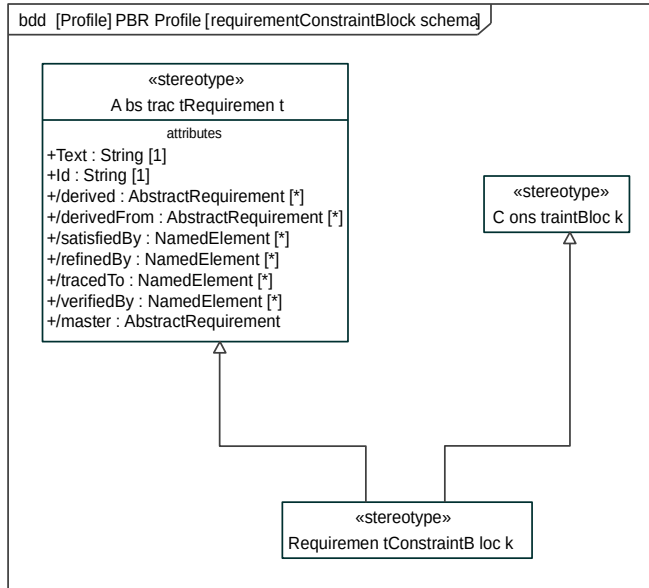 bdd [Profile] PBR Profile [requirementConstraintBlock schema]
«stereotype»
A bs trac tRequiremen t
attributes
+Text : String [1]
+Id : String [1]
+/derived : AbstractRequirement [*]
+/derivedFrom : AbstractRequirement [*]
+/satisfiedBy : NamedElement [*]
+/refinedBy : NamedElement [*]
+/tracedTo : NamedElement [*]
+/verifiedBy : NamedElement [*]
+/master : AbstractRequirement
«stereotype»
C ons traintBloc k
«stereotype»
Requiremen tConstraintB loc k